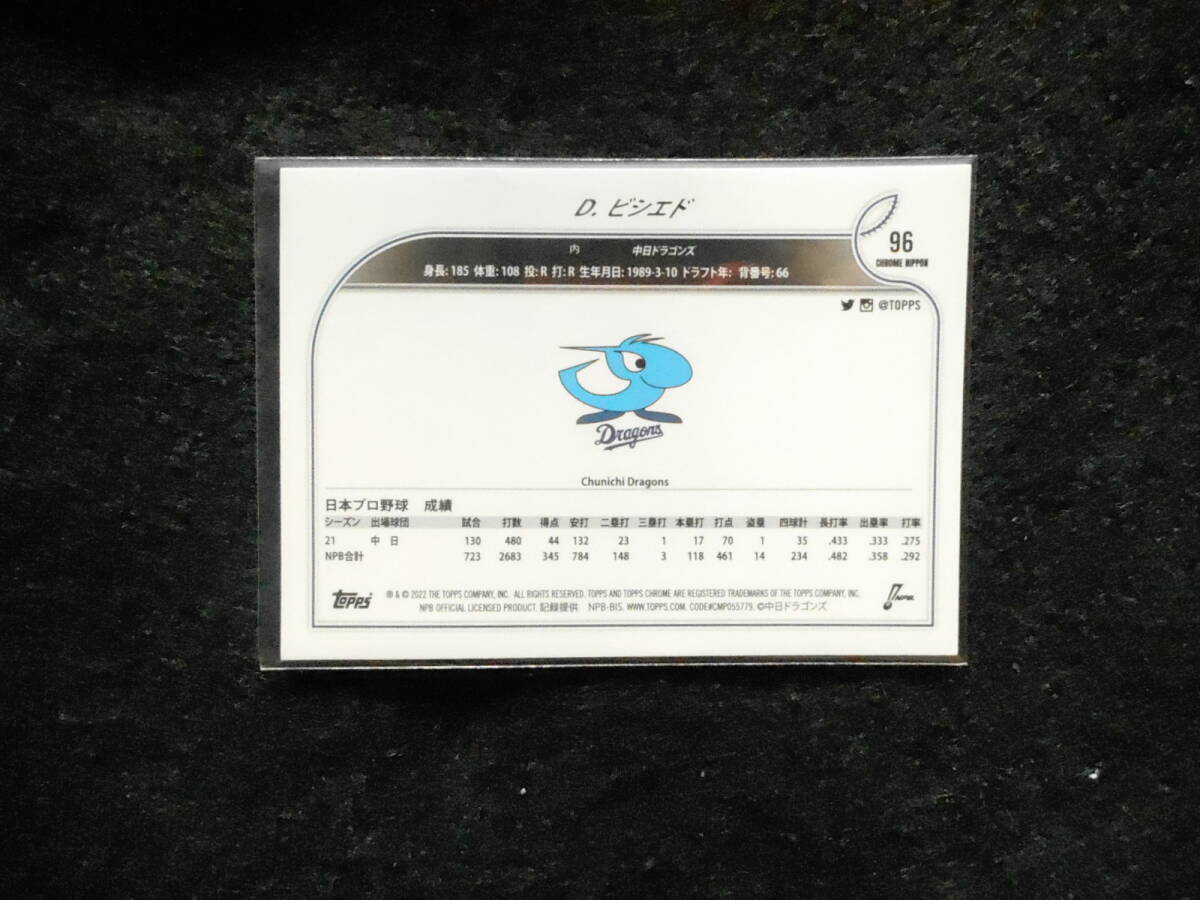 D. ビシエド
96
CHROME NIPPON
内 中日ドラゴンズ
身長: 185 体重: 108 投: R 打: R 生年月日: 1989-3-10 ドラフト年: 背番号: 66
@TOPPS
Dragons
Chunichi Dragons
日本プロ野球 成績
シーズン 出場球団 試合 打数 得点 安打 二塁打 三塁打 本塁打 打点 盗塁 四球計 長打率 出塁率 打率
21 中 日 130 480 44 132 23 1 17 70 1 35 .433 .333 .275
NPB合計 723 2683 345 784 148 3 118 461 14 234 .482 .358 .292
Topps
® & © 2022 THE TOPPS COMPANY, INC. ALL RIGHTS RESERVED. TOPPS AND TOPPS CHROME ARE REGISTERED TRADEMARKS OF THE TOPPS COMPANY, INC.
NPB OFFICIAL LICENSED PRODUCT. 記録提供 NPB-BIS. WWW.TOPPS.COM. CODE#CMP055779. ©中日ドラゴンズ
NPB